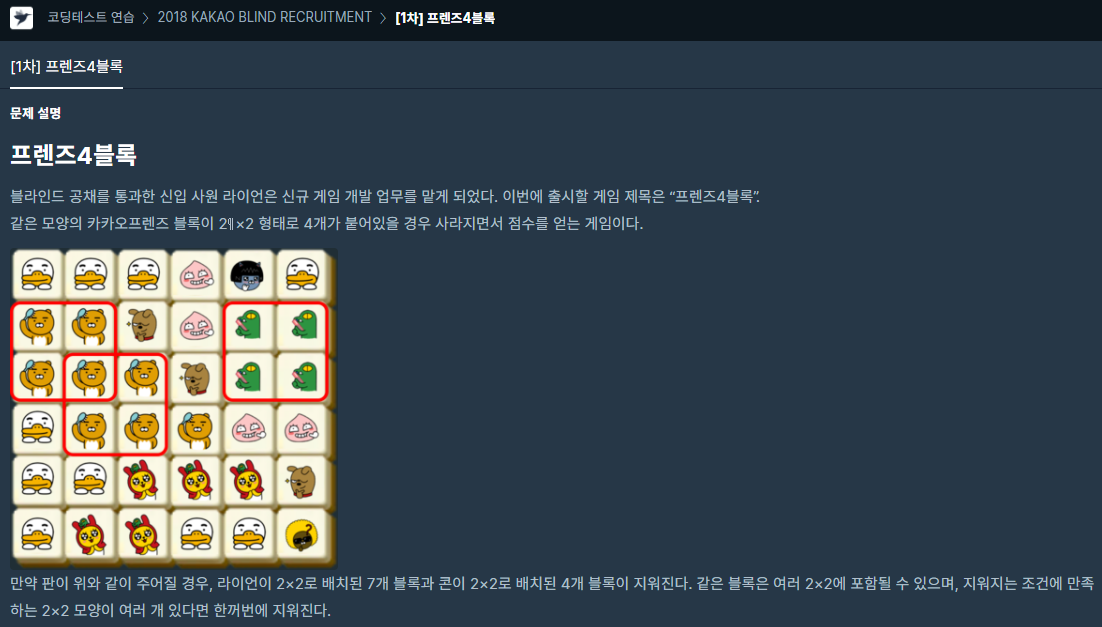 코딩테스트 연습 > 2018 KAKAO BLIND RECRUITMENT > [1차] 프렌즈4블록
[1차] 프렌즈4블록
문제 설명
프렌즈4블록
블라인드 공채를 통과한 신입 사원 라이언은 신규 게임 개발 업무를 맡게 되었다. 이번에 출시할 게임 제목은 “프렌즈4블록”.
같은 모양의 카카오프렌즈 블록이 2¶×2 형태로 4개가 붙어있을 경우 사라지면서 점수를 얻는 게임이다.
만약 판이 위와 같이 주어질 경우, 라이언이 2×2로 배치된 7개 블록과 콘이 2×2로 배치된 4개 블록이 지워진다. 같은 블록은 여러 2×2에 포함될 수 있으며, 지워지는 조건에 만족
하는 2×2 모양이 여러 개 있다면 한꺼번에 지워진다.